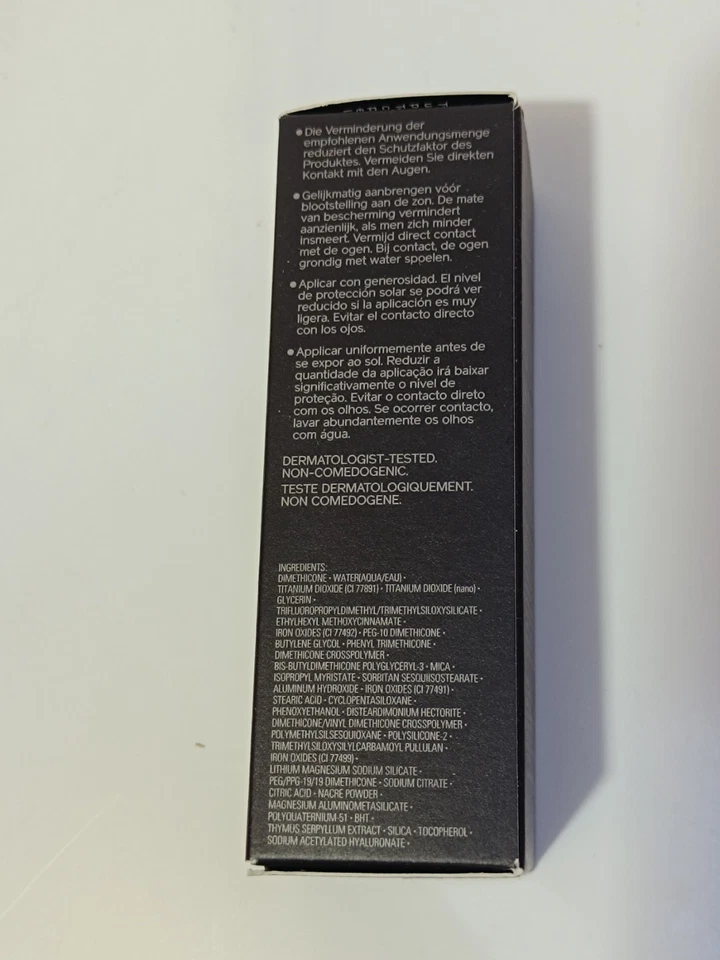 ● Die Verminderung der
empfohlenen Anwendungsmenge
reduziert den Schutzfaktor des
Produktes. Vermeiden Sie direkten
Kontakt mit den Augen.
● Gelijkmatig aanbrengen vóór
blootstelling aan de zon. De mate
van bescherming vermindert
aanzienlijk, als men zich minder
insmeert. Vermijd direct contact
met de ogen. Bij contact, de ogen
grondig met water spoelen.
● Aplicar con generosidad. El nivel
de protección solar se podrá ver
reducido si la aplicación es muy
ligera. Evitar el contacto directo
con los ojos.
● Applicar uniformemente antes de
se expor ao sol. Reduzir a
quantidade da aplicação irá baixar
significativamente o nível de
proteção. Evitar o contacto direto
com os olhos. Se ocorrer contacto,
lavar abundantemente os olhos
com água.
DERMATOLOGIST-TESTED.
NON-COMEDOGENIC.
TESTE DERMATOLOGIQUEMENT.
NON COMEDOGENE.
INGREDIENTS:
DIMETHICONE • WATER(AQUA/EAU) •
TITANIUM DIOXIDE (CI 77891) • TITANIUM DIOXIDE (nano) •
GLYCERIN •
TRIFLUOROPROPYLDIMETHYL/TRIMETHYLSILOXYSILICATE •
ETHYLHEXYL METHOXYCINNAMATE •
IRON OXIDES (CI 77492) • PEG-10 DIMETHICONE •
BUTYLENE GLYCOL • PHENYL TRIMETHICONE •
DIMETHICONE CROSSPOLYMER •
BIS-BUTYLDIMETHICONE POLYGLYCERYL-3 • MICA •
ISOPROPYL MYRISTATE • SORBITAN SESQUIISOSTEARATE •
ALUMINUM HYDROXIDE • IRON OXIDES (CI 77491) •
STEARIC ACID • CYCLOPENTASILOXANE •
PHENOXYETHANOL • DISTEARDIMONIUM HECTORITE •
DIMETHICONE/VINYL DIMETHICONE CROSSPOLYMER •
POLYMETHYLSILSESQUIOXANE • POLYSILICONE-2 •
TRIMETHYLSILOXYSILYLCARBAMOYL PULLULAN •
IRON OXIDES (CI 77499) •
LITHIUM MAGNESIUM SODIUM SILICATE •
PEG/PPG-19/19 DIMETHICONE • SODIUM CITRATE •
CITRIC ACID • NACRE POWDER •
MAGNESIUM ALUMINOMETASILICATE •
POLYQUATERNIUM-51 • BHT •
THYMUS SERPYLLUM EXTRACT • SILICA • TOCOPHEROL •
SODIUM ACETYLATED HYALURONATE •